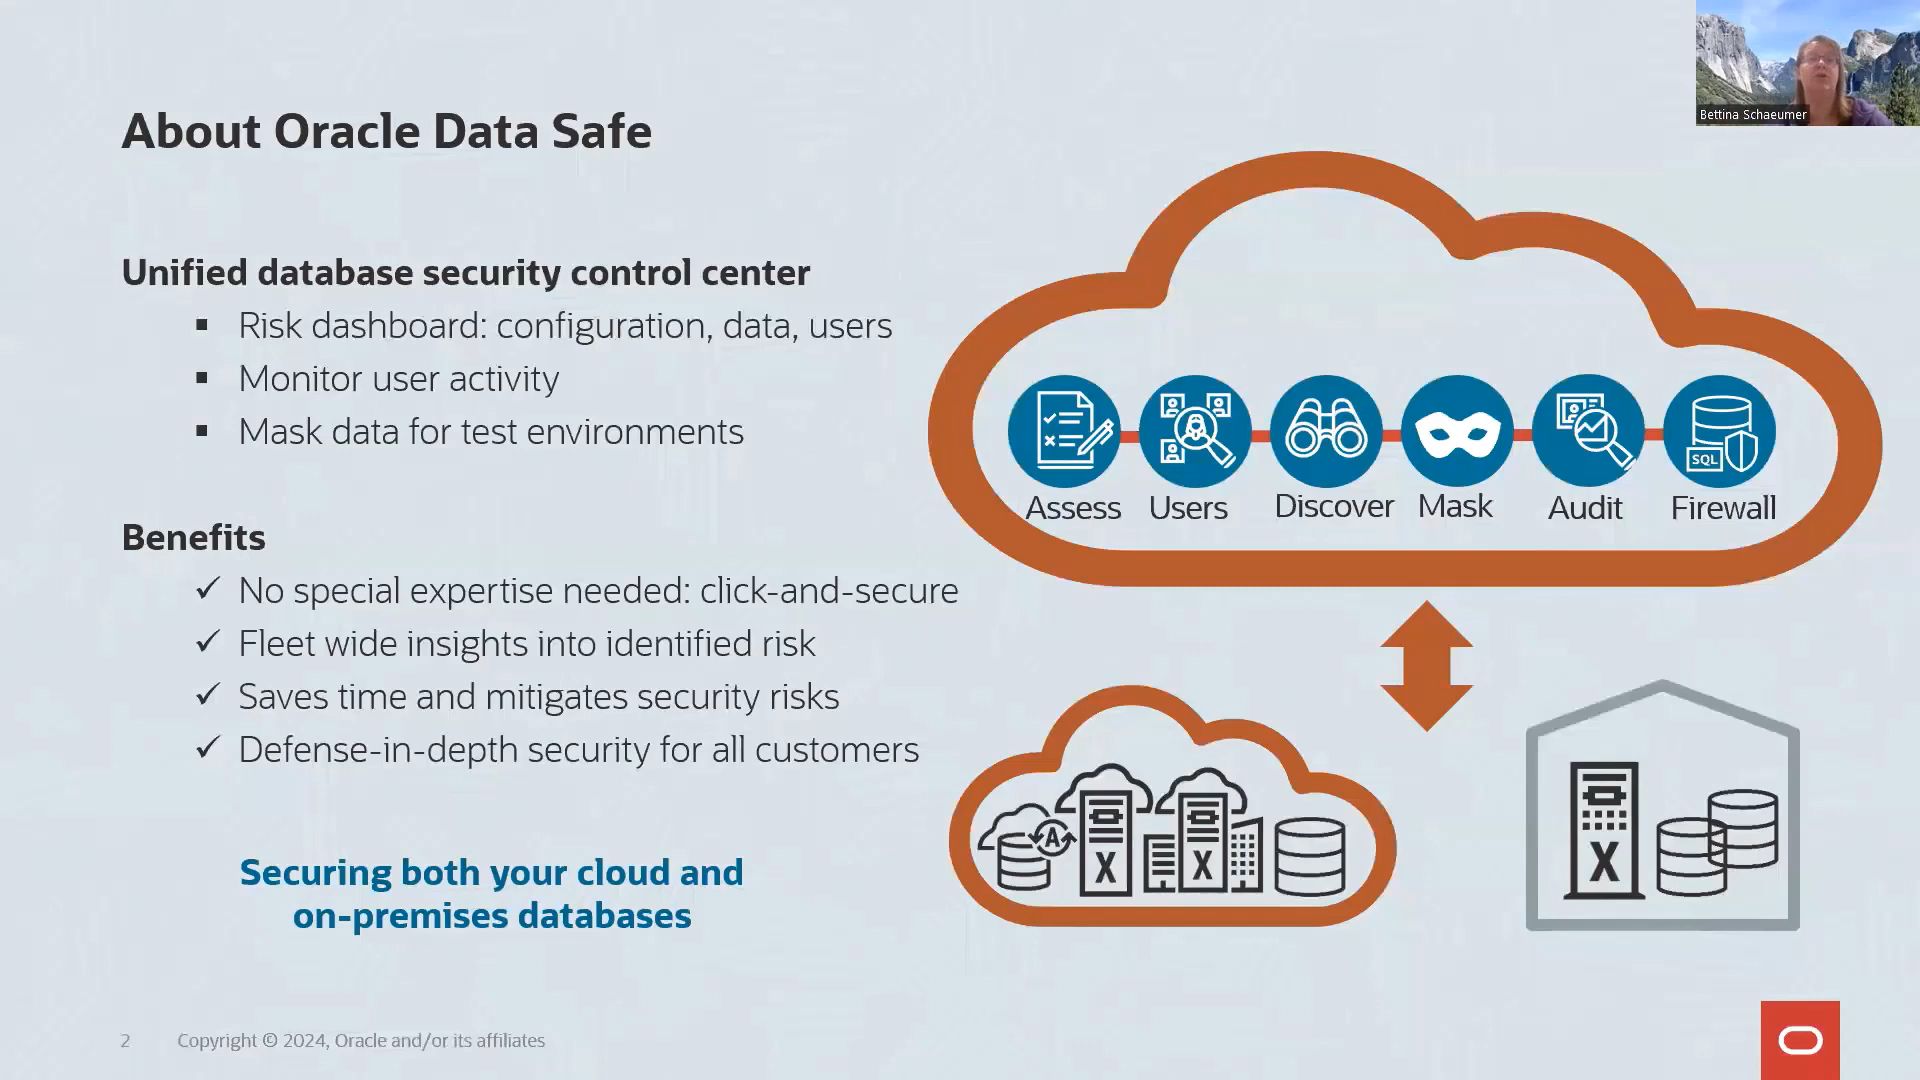 Bettina Schaeumer
About Oracle Data Safe
Unified database security control center
▪ Risk dashboard: configuration, data, users
▪ Monitor user activity
▪ Mask data for test environments
Benefits
✓ No special expertise needed: click-and-secure
✓ Fleet wide insights into identified risk
✓ Saves time and mitigates security risks
✓ Defense-in-depth security for all customers
Securing both your cloud and
on-premises databases
SQL
Assess Users Discover Mask Audit Firewall
A X X
X
2 Copyright © 2024, Oracle and/or its affiliates